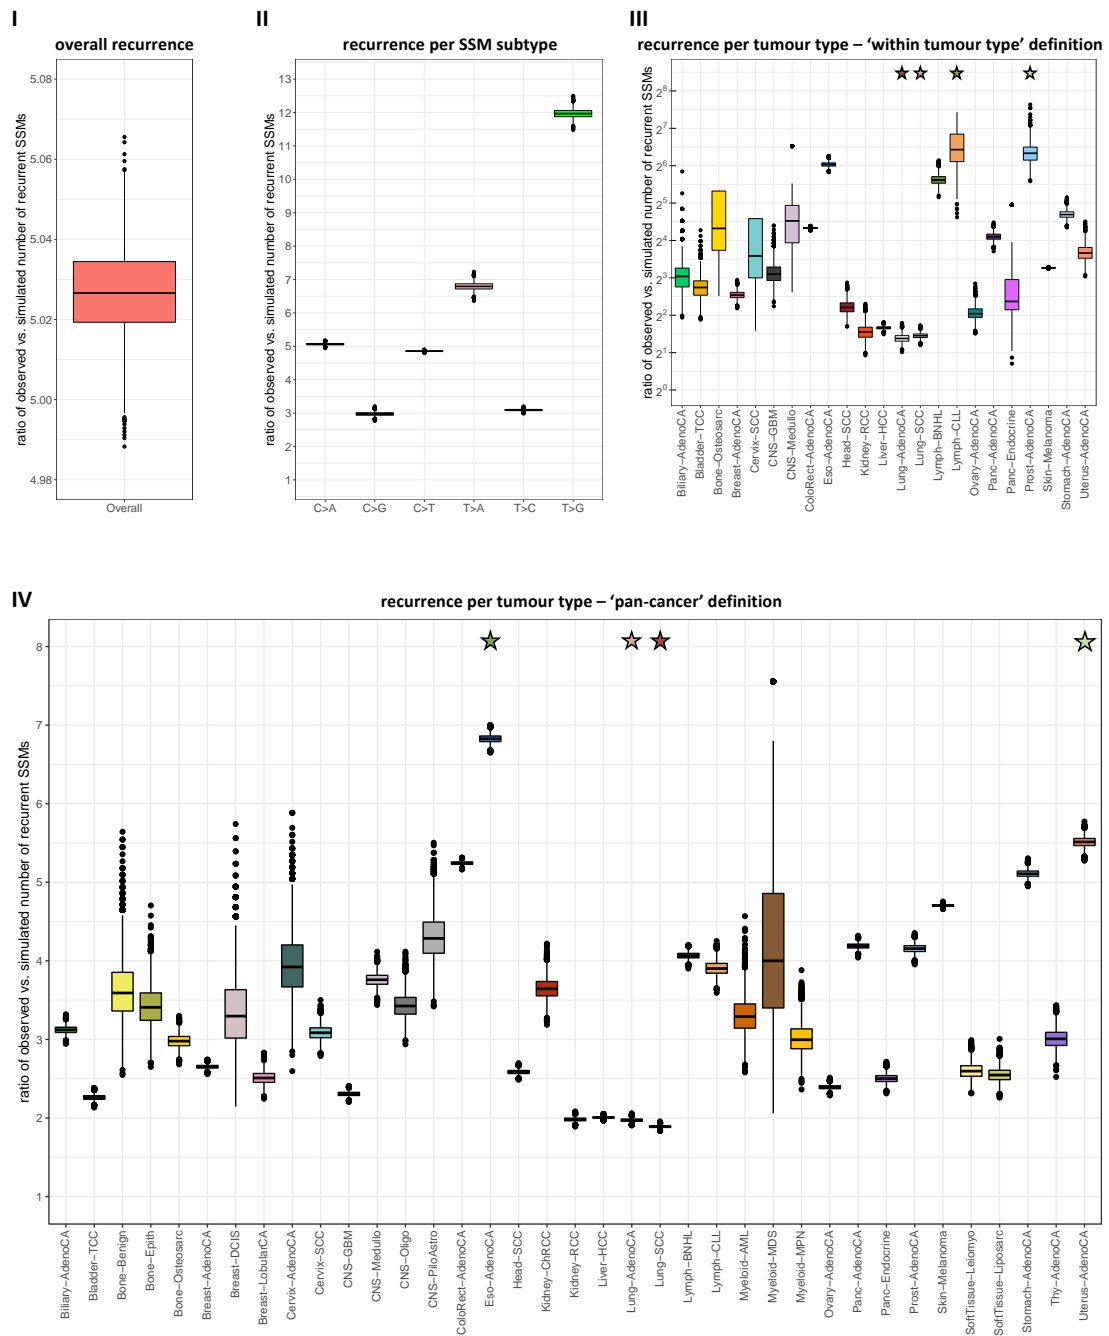 I
overall recurrence
ratio of observed vs. simulated number of recurrent SSMs
5.08
5.06
5.04
5.02
5.00
4.98
Overall
II
recurrence per SSM subtype
ratio of observed vs. simulated number of recurrent SSMs
13
12
11
10
9
8
7
6
5
4
3
2
1
C>A
C>G
C>T
T>A
T>C
T>G
III
recurrence per tumour type – ‘within tumour type’ definition
ratio of observed vs. simulated number of recurrent SSMs
2⁸
2⁷
2⁶
2⁵
2⁴
2³
2²
2¹
2⁰
Biliary–AdenoCA
Bladder–TCC
Bone–Osteosarc
Breast–AdenoCA
Cervix–SCC
CNS–GBM
CNS–Medullo
ColoRect–AdenoCA
Eso–AdenoCA
Head–SCC
Kidney–RCC
Liver–HCC
Lung–AdenoCA
Lung–SCC
Lymph–BNHL
Lymph–CLL
Ovary–AdenoCA
Panc–AdenoCA
Panc–Endocrine
Prost–AdenoCA
Skin–Melanoma
Stomach–AdenoCA
Uterus–AdenoCA
IV
recurrence per tumour type – ‘pan-cancer’ definition
ratio of observed vs. simulated number of recurrent SSMs
8
7
6
5
4
3
2
1
Biliary–AdenoCA
Bladder–TCC
Bone–Benign
Bone–Epith
Bone–Osteosarc
Breast–AdenoCA
Breast–DCIS
Breast–LobularCA
Cervix–AdenoCA
Cervix–SCC
CNS–GBM
CNS–Medullo
CNS–Oligo
CNS–PiloAstro
ColoRect–AdenoCA
Eso–AdenoCA
Head–SCC
Kidney–ChRCC
Kidney–RCC
Liver–HCC
Lung–AdenoCA
Lung–SCC
Lymph–BNHL
Lymph–CLL
Myeloid–AML
Myeloid–MDS
Myeloid–MPN
Ovary–AdenoCA
Panc–AdenoCA
Panc–Endocrine
Prost–AdenoCA
Skin–Melanoma
SoftTissue–Leiomyo
SoftTissue–Liposarc
Stomach–AdenoCA
Thy–AdenoCA
Uterus–AdenoCA